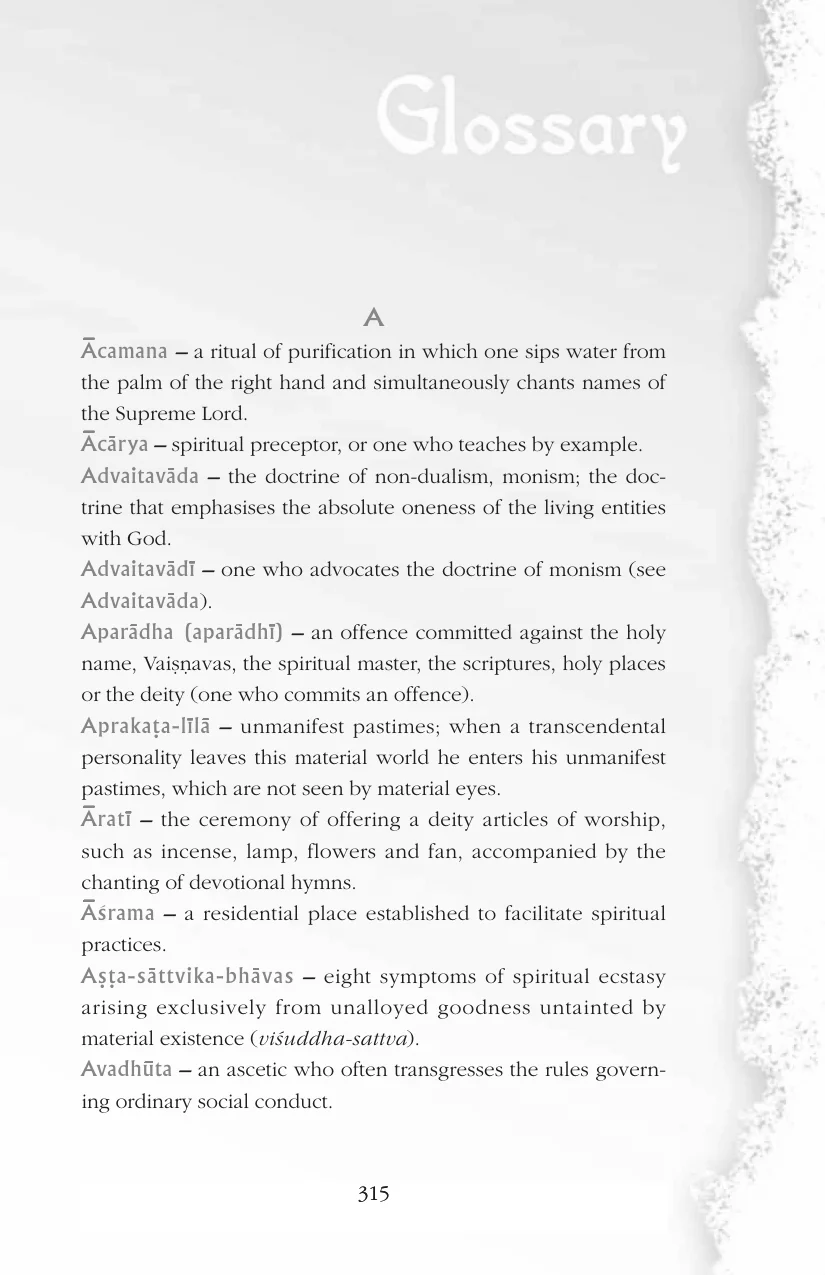 Glossary
A
Ācamana – a ritual of purification in which one sips water from
the palm of the right hand and simultaneously chants names of
the Supreme Lord.
Ācārya – spiritual preceptor, or one who teaches by example.
Advaitavāda – the doctrine of non-dualism, monism; the doc-
trine that emphasises the absolute oneness of the living entities
with God.
Advaitavādī – one who advocates the doctrine of monism (see
Advaitavāda).
Aparādha (aparādhī) – an offence committed against the holy
name, Vaiṣṇavas, the spiritual master, the scriptures, holy places
or the deity (one who commits an offence).
Aprakaṭa-līlā – unmanifest pastimes; when a transcendental
personality leaves this material world he enters his unmanifest
pastimes, which are not seen by material eyes.
Āratī – the ceremony of offering a deity articles of worship,
such as incense, lamp, flowers and fan, accompanied by the
chanting of devotional hymns.
Āśrama – a residential place established to facilitate spiritual
practices.
Aṣṭa-sāttvika-bhāvas – eight symptoms of spiritual ecstasy
arising exclusively from unalloyed goodness untainted by
material existence (viśuddha-sattva).
Avadhūta – an ascetic who often transgresses the rules govern-
ing ordinary social conduct.
315